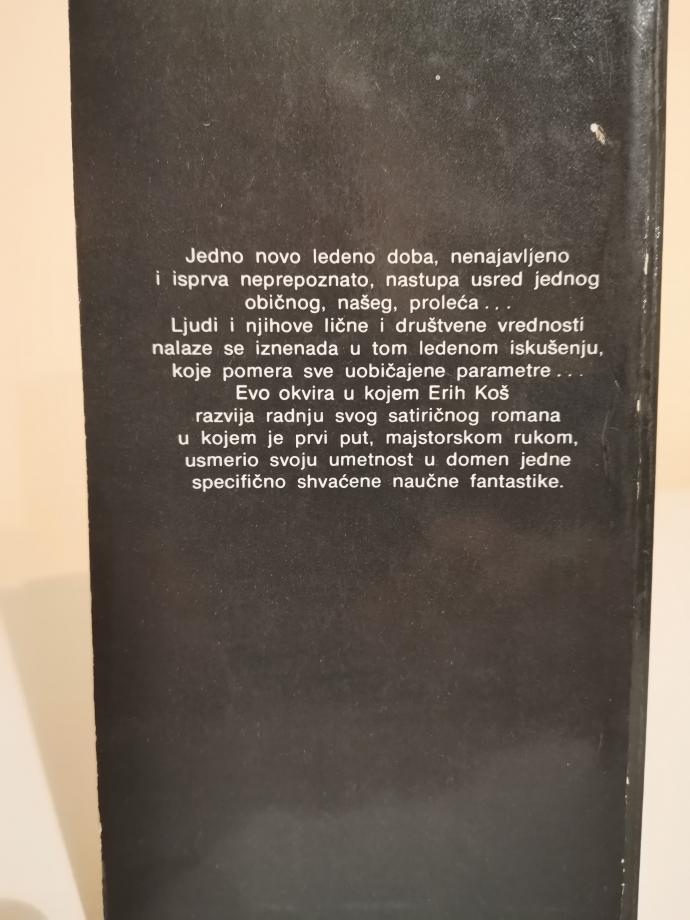 Jedno novo ledeno doba, nenajavljeno
i isprva neprepoznato, nastupa usred jednog
običnog, našeg, proleća...
Ljudi i njihove lične i društvene vrednosti
nalaze se iznenada u tom ledenom iskušenju,
koje pomera sve uobičajene parametre...
Evo okvira u kojem Erih Koš
razvija radnju svog satiričnog romana
u kojem je prvi put, majstorskom rukom,
usmerio svoju umetnost u domen jedne
specifično shvaćene naučne fantastike.